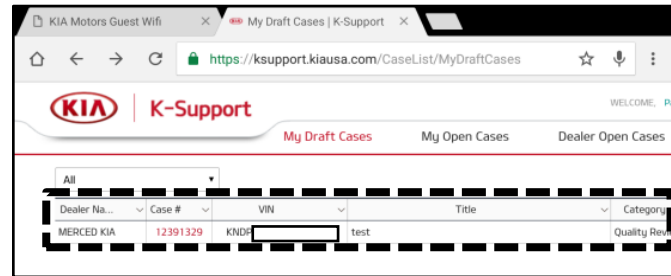 KIA Motors Guest Wifi
My Draft Cases | K-Support
https://ksupport.kiausa.com/CaseList/MyDraftCases
KIA K-Support
WELCOME,
My Draft Cases My Open Cases Dealer Open Cases
All
Dealer Na... Case # VIN Title Category
MERCED KIA 12391329 KNDP test Quality